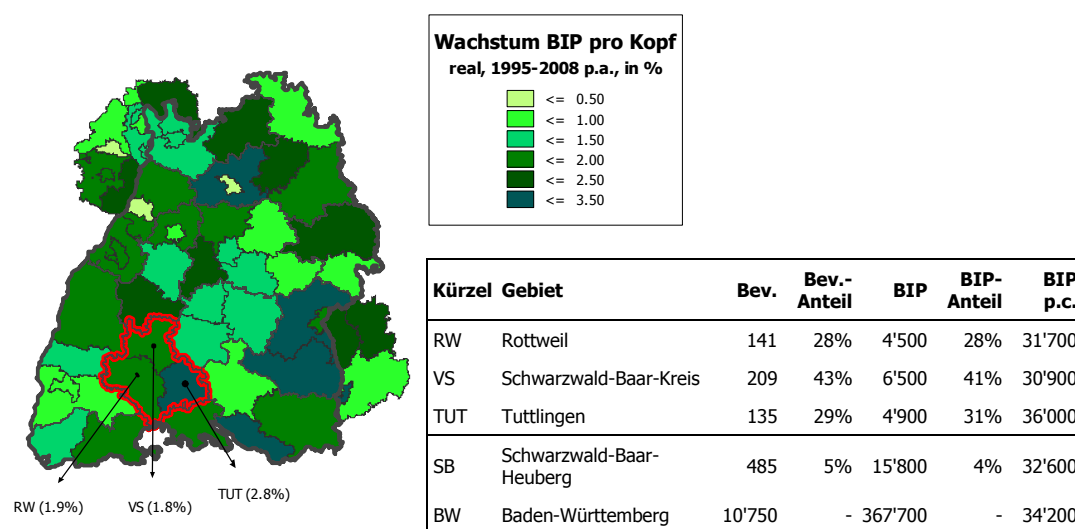 Wachstum BIP pro Kopf
real, 1995-2008 p.a., in %
<= 0.50
<= 1.00
<= 1.50
<= 2.00
<= 2.50
<= 3.50
RW (1.9%)
VS (1.8%)
TUT (2.8%)
Kürzel Gebiet Bev. Bev.-Anteil BIP BIP-Anteil BIP p.c.
RW Rottweil 141 28% 4'500 28% 31'700
VS Schwarzwald-Baar-Kreis 209 43% 6'500 41% 30'900
TUT Tuttlingen 135 29% 4'900 31% 36'000
SB Schwarzwald-Baar-Heuberg 485 5% 15'800 4% 32'600
BW Baden-Württemberg 10'750 - 367'700 - 34'200